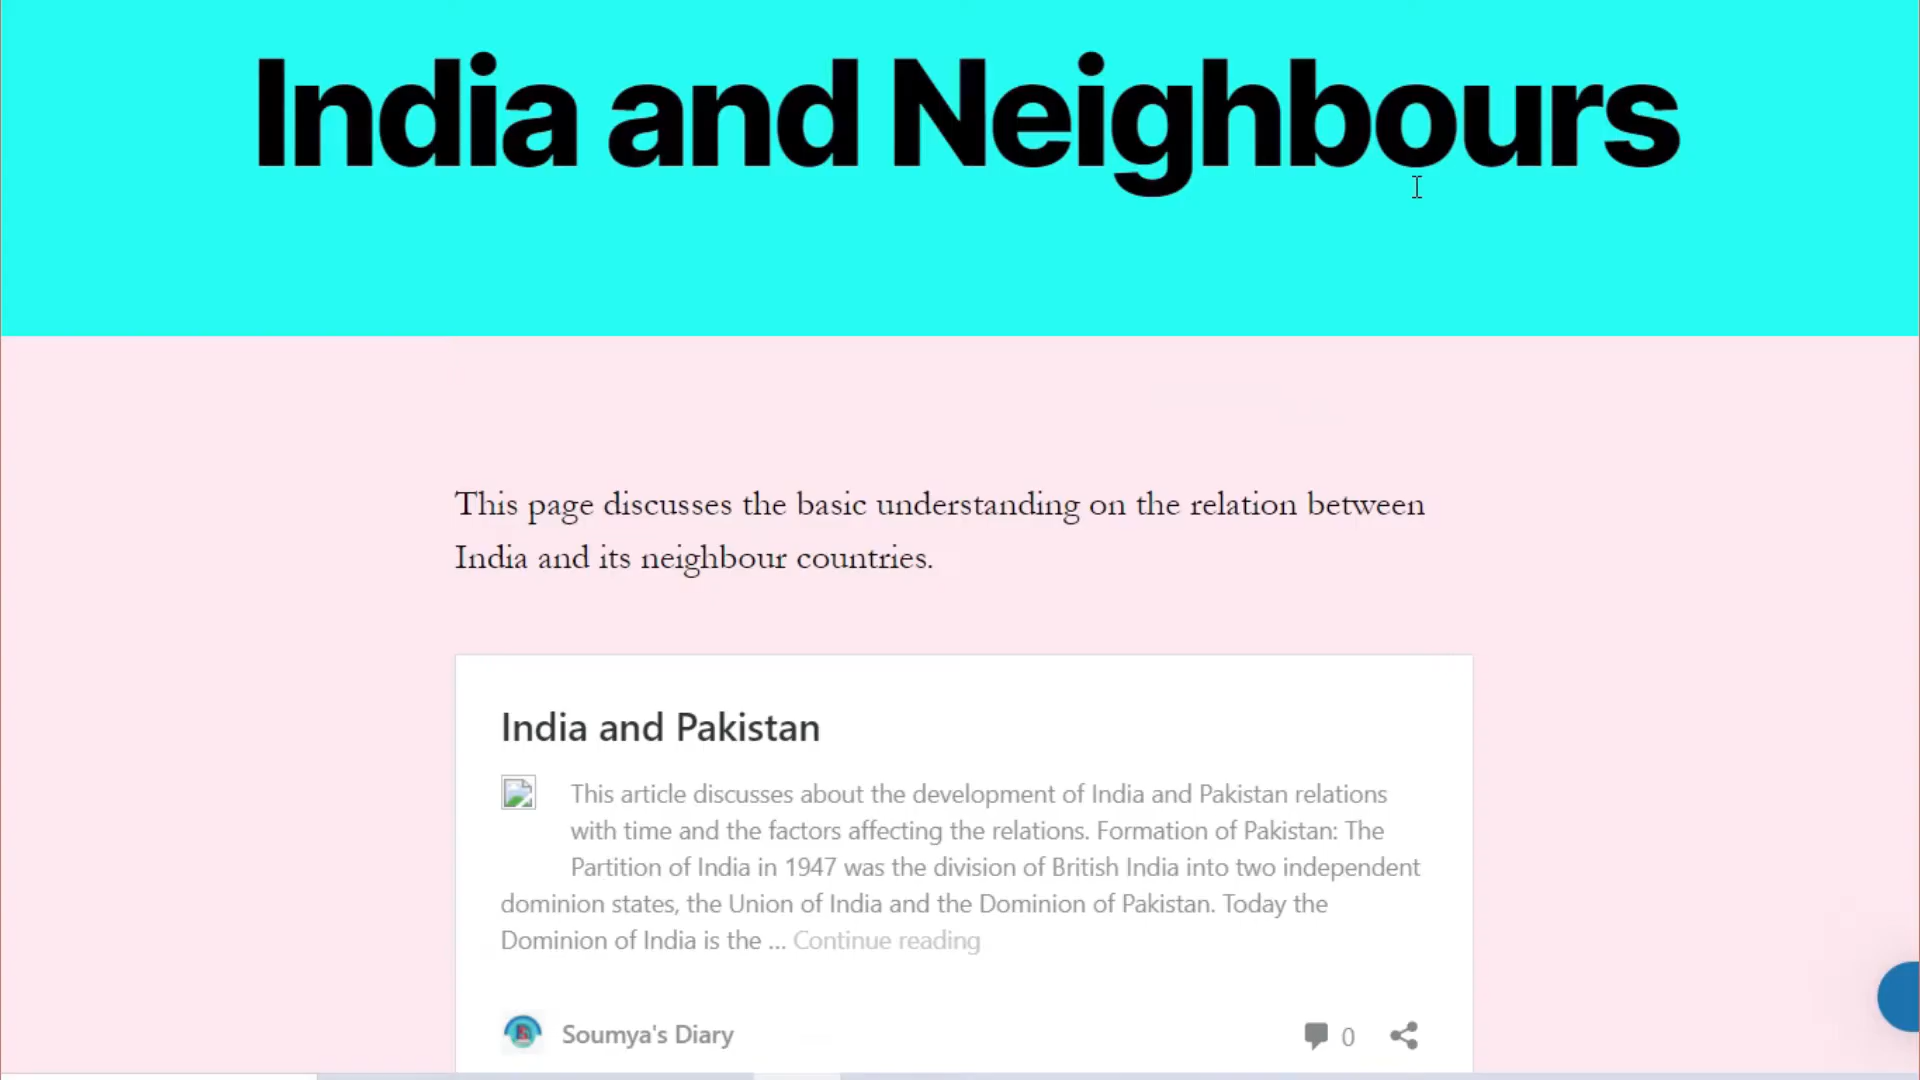 India and Neighbours
This page discusses the basic understanding on the relation between
India and its neighbour countries.
India and Pakistan
This article discusses about the development of India and Pakistan relations
with time and the factors affecting the relations. Formation of Pakistan: The
Partition of India in 1947 was the division of British India into two independent
dominion states, the Union of India and the Dominion of Pakistan. Today the
Dominion of India is the ... Continue reading
Soumya's Diary
0